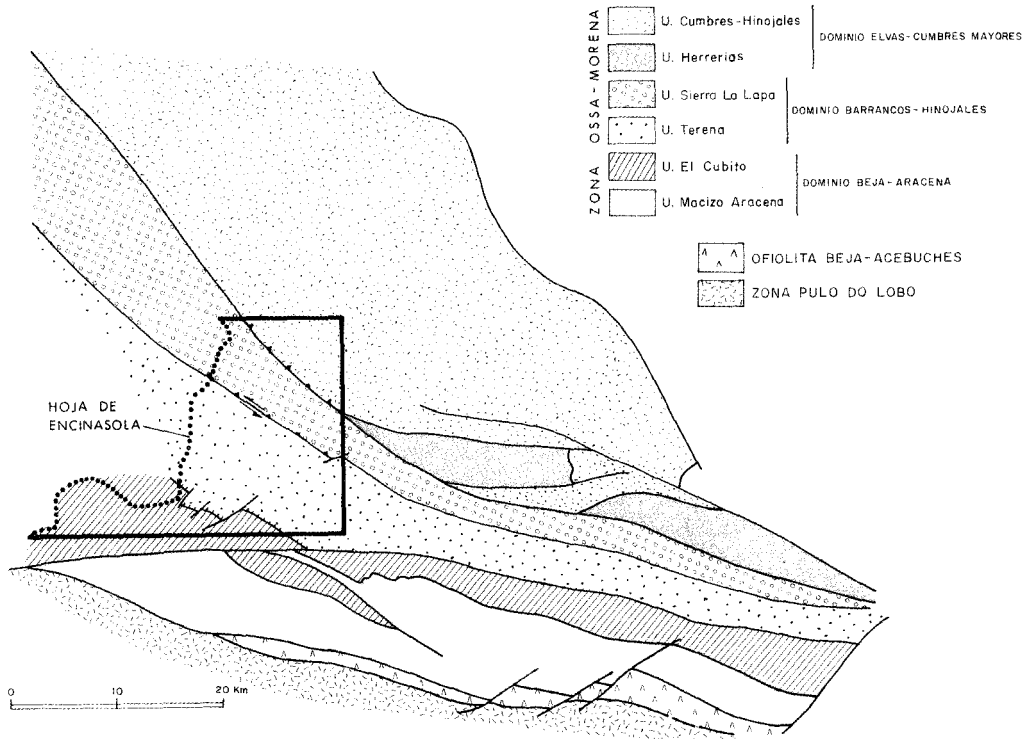 ZONA OSSA-MORENA
U. Cumbres-Hinojales
U. Herrerias
DOMINIO ELVAS-CUMBRES MAYORES
U. Sierra La Lapa
U. Terena
DOMINIO BARRANCOS-HINOJALES
U. El Cubito
U. Macizo Aracena
DOMINIO BEJA-ARACENA
OFIOLITA BEJA-ACEBUCHES
ZONA PULO DO LOBO
HOJA DE
ENCINASOLA
0 10 20 Km